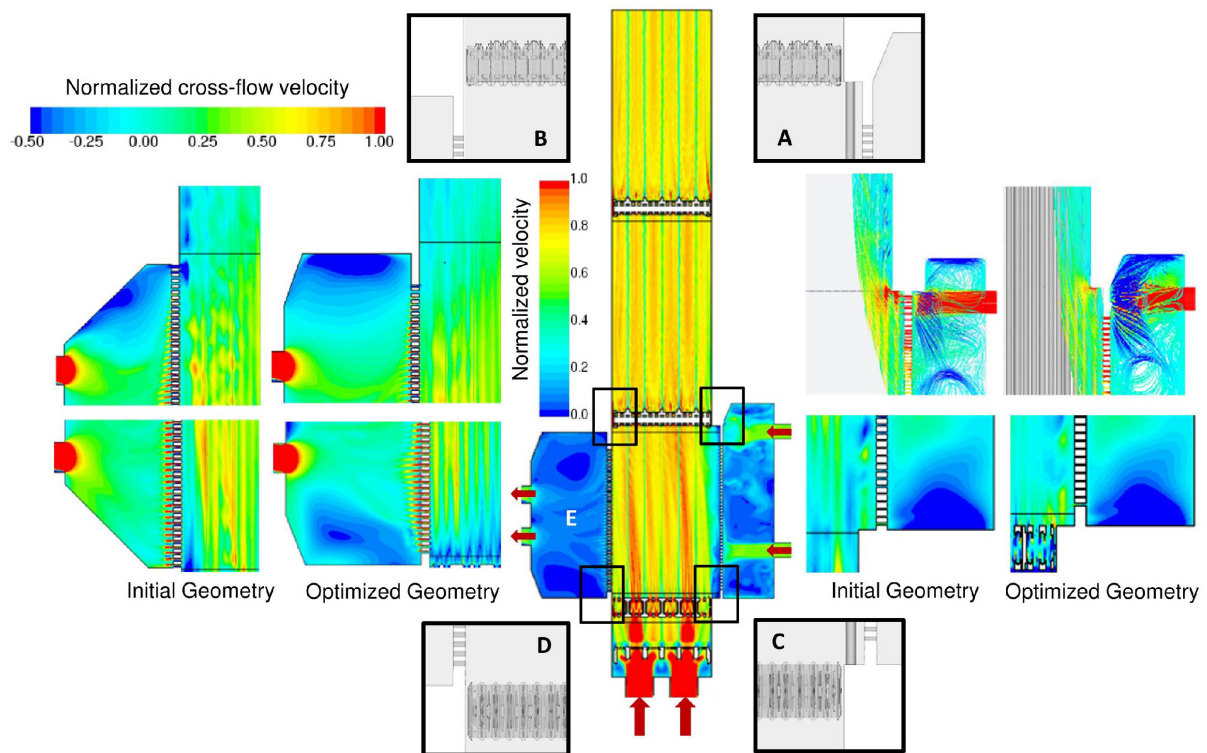 B
A
Normalized cross-flow velocity
-0.50 -0.25 0.00 0.25 0.50 0.75 1.00
Normalized velocity
1.0
0.8
0.6
0.4
0.2
0.0
E
Initial Geometry
Optimized Geometry
Initial Geometry
Optimized Geometry
D
C